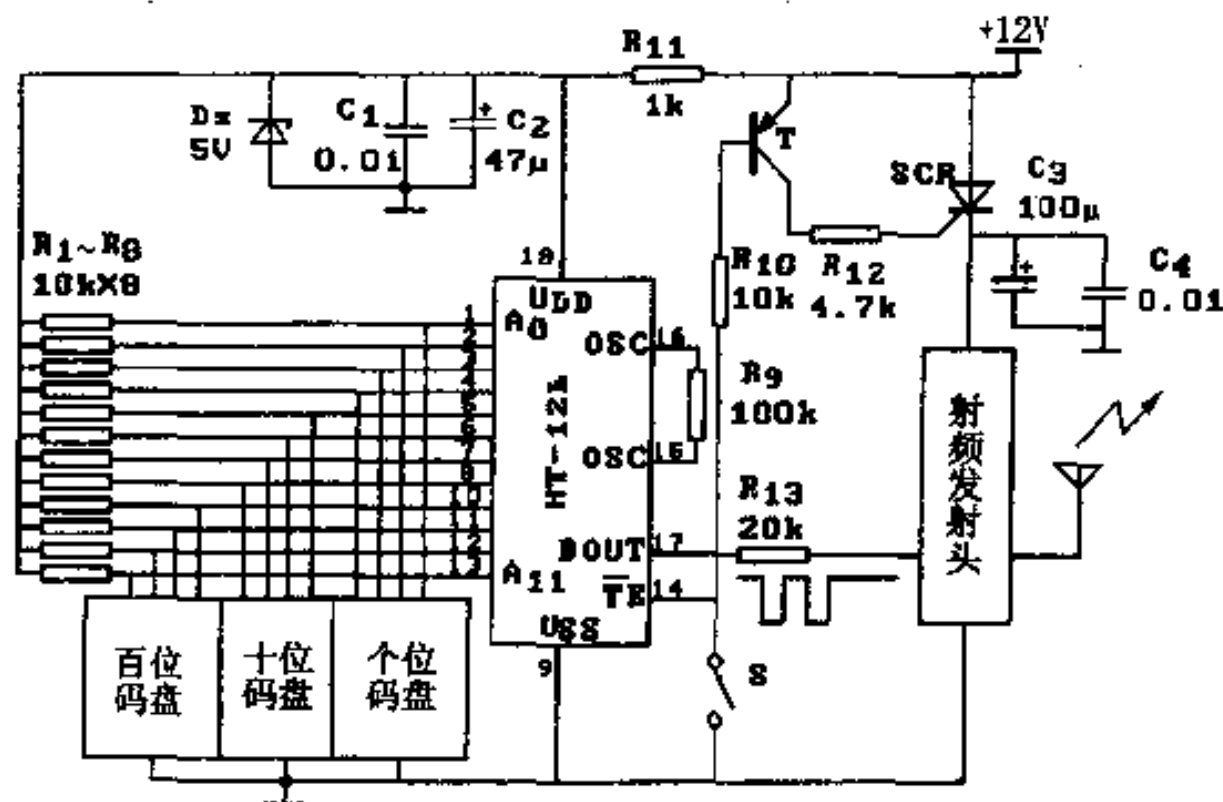 +12V
R11
1k
Dz
5V
C1
0.01
C2
47μ
T
SCR
C3
100μ
C4
0.01
R1~R8
10kX8
18
UDD
R10
10k
R12
4.7k
A0
OSC
16
R9
100k
HT-12E
OSC
15
R13
20k
DOUT
17
A11
TE
14
USS
9
S
射频发射头
百位码盘
十位码盘
个位码盘